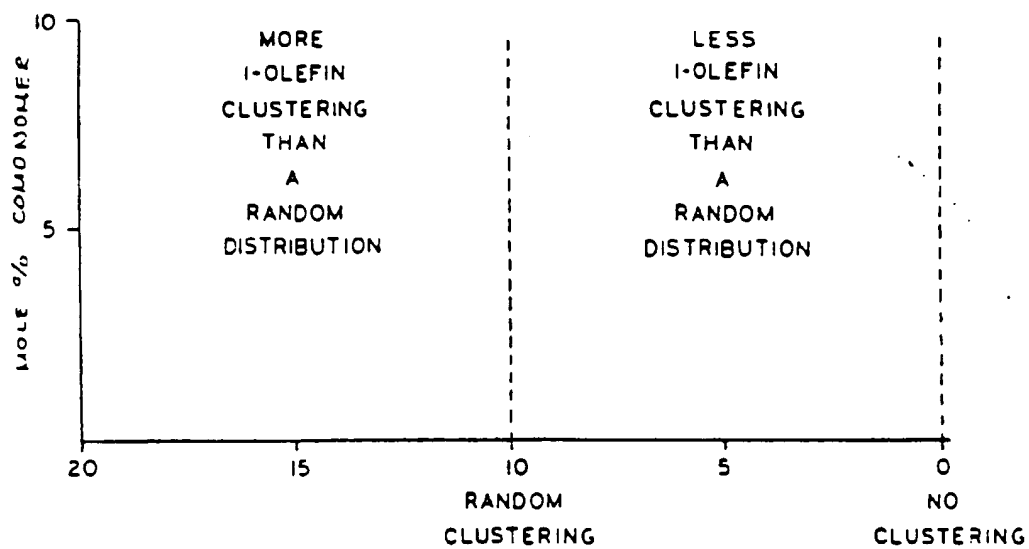 10
MORE
1-OLEFIN
CLUSTERING
THAN
A
RANDOM
DISTRIBUTION
LESS
1-OLEFIN
CLUSTERING
THAN
A
RANDOM
DISTRIBUTION
MOLE % COMONOMER
5
20 15 10 5 0
RANDOM
CLUSTERING
NO
CLUSTERING